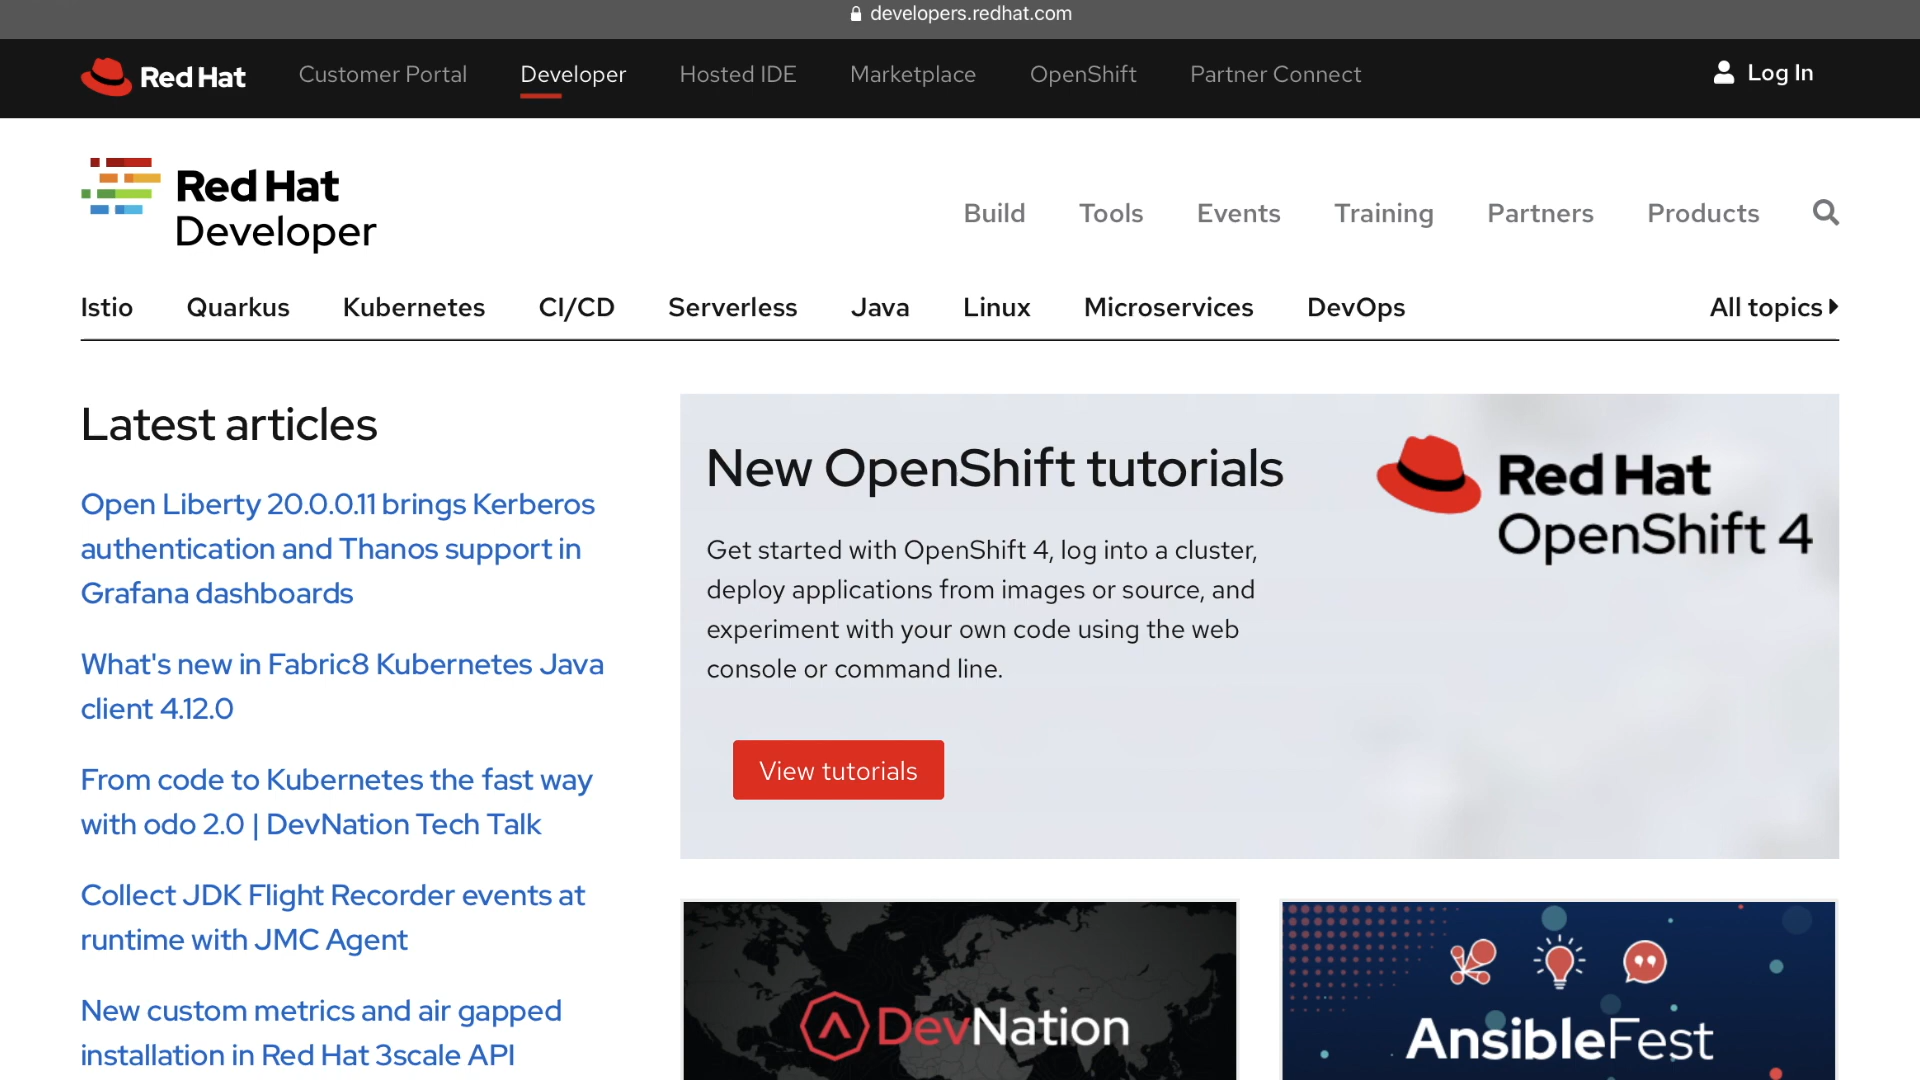 developers.redhat.com
Red Hat
Customer Portal
Developer
Hosted IDE
Marketplace
OpenShift
Partner Connect
Log In
Red Hat
Developer
Build
Tools
Events
Training
Partners
Products
Istio
Quarkus
Kubernetes
CI/CD
Serverless
Java
Linux
Microservices
DevOps
All topics
Latest articles
Open Liberty 20.0.0.11 brings Kerberos
authentication and Thanos support in
Grafana dashboards
What's new in Fabric8 Kubernetes Java
client 4.12.0
From code to Kubernetes the fast way
with odo 2.0 | DevNation Tech Talk
Collect JDK Flight Recorder events at
runtime with JMC Agent
New custom metrics and air gapped
installation in Red Hat 3scale API
New OpenShift tutorials
Get started with OpenShift 4, log into a cluster,
deploy applications from images or source, and
experiment with your own code using the web
console or command line.
View tutorials
Red Hat
OpenShift 4
DevNation
AnsibleFest